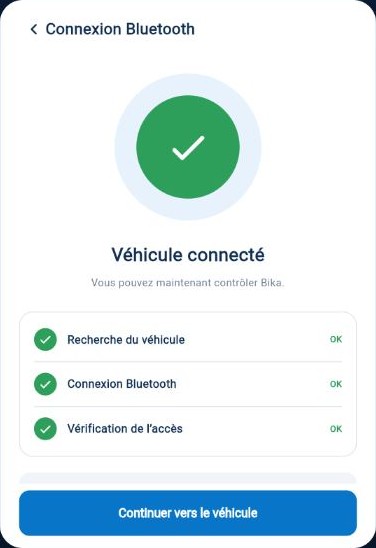 Connexion Bluetooth
Véhicule connecté
Vous pouvez maintenant contrôler Bika.
Recherche du véhicule OK
Connexion Bluetooth OK
Vérification de l'accès OK
Continuer vers le véhicule